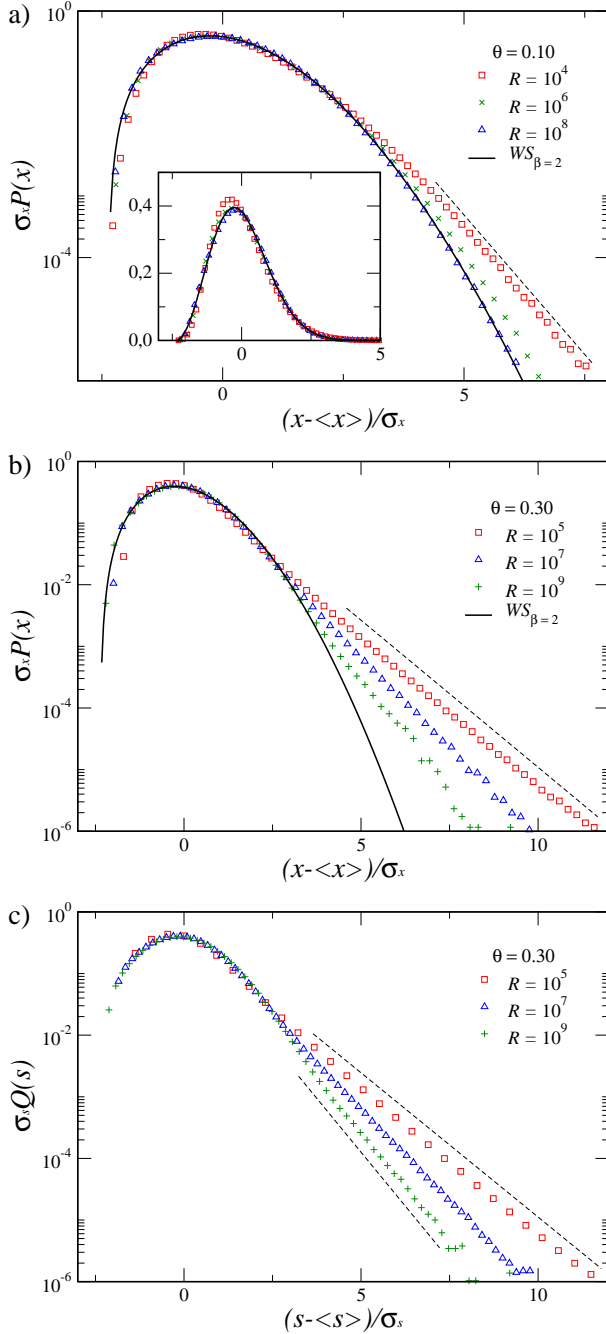 a)
10^0
θ = 0.10
R = 10^4
R = 10^6
R = 10^8
WS_β = 2
σ_xP(x)
0,4
0,2
0,0
0
5
10^-4
0
5
(x-<x>)/σ_x
b)
10^0
θ = 0.30
R = 10^5
R = 10^7
R = 10^9
WS_β = 2
10^-2
σ_xP(x)
10^-4
10^-6
0
5
10
(x-<x>)/σ_x
c)
10^0
θ = 0.30
R = 10^5
R = 10^7
R = 10^9
10^-2
σ_sQ(s)
10^-4
10^-6
0
5
10
(s-<s>)/σ_s